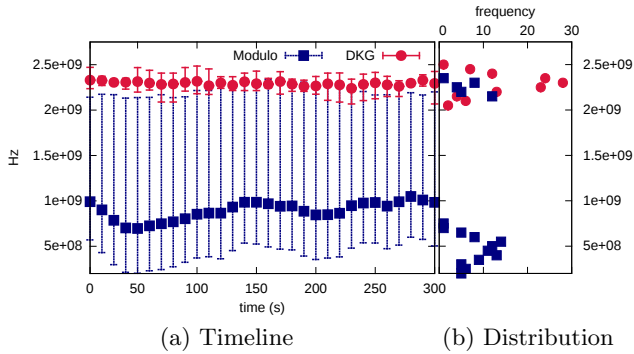 frequency
0 10 20 30
Modulo DKG
2.5e+09 2.5e+09
2e+09 2e+09
Hz
1.5e+09 1.5e+09
1e+09 1e+09
5e+08 5e+08
0 50 100 150 200 250 300
time (s)
(a) Timeline (b) Distribution